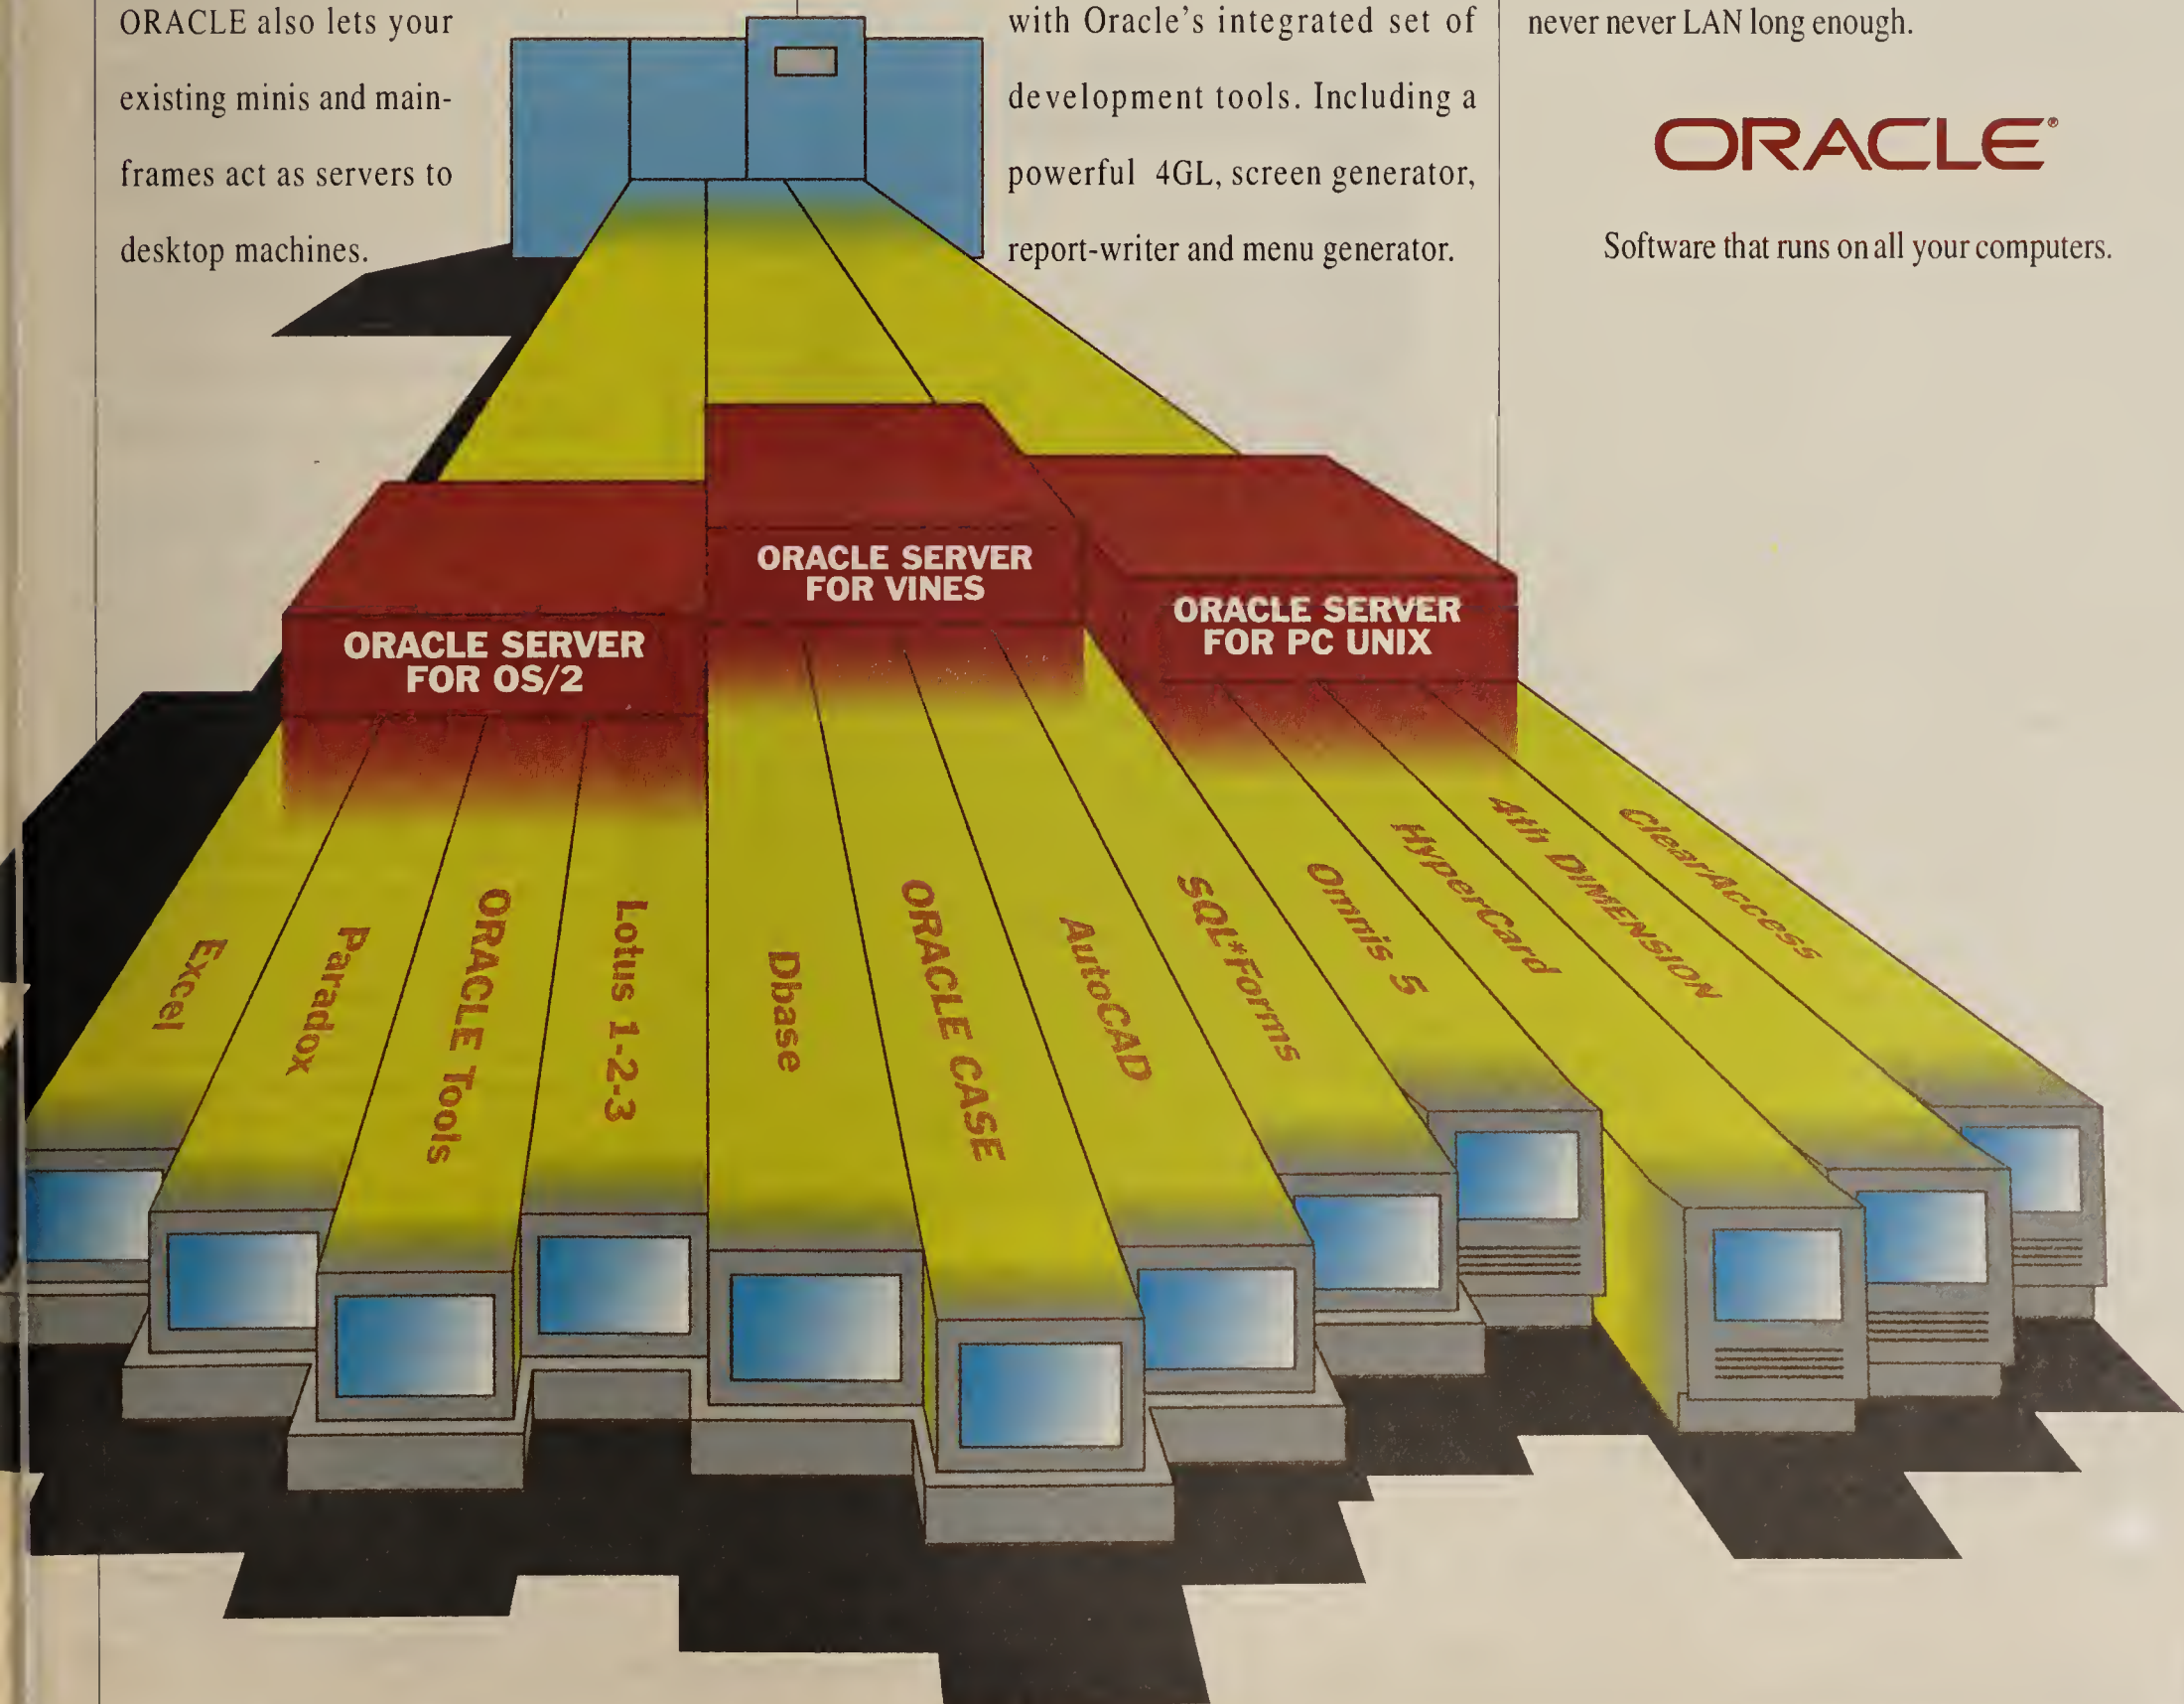 ORACLE also lets your
existing minis and main-
frames act as servers to
desktop machines.
with Oracle's integrated set of
development tools. Including a
powerful 4GL, screen generator,
report-writer and menu generator.
never never LAN long enough.
ORACLE®
Software that runs on all your computers.
ORACLE SERVER
FOR OS/2
ORACLE SERVER
FOR VINES
ORACLE SERVER
FOR PC UNIX
Excel
Paradox
ORACLE Tools
Lotus 1-2-3
Dbase
ORACLE CASE
AutoCAD
SQL*Forms
Omnis 5
HyperCard
4th DIMENSION
ClearAccess